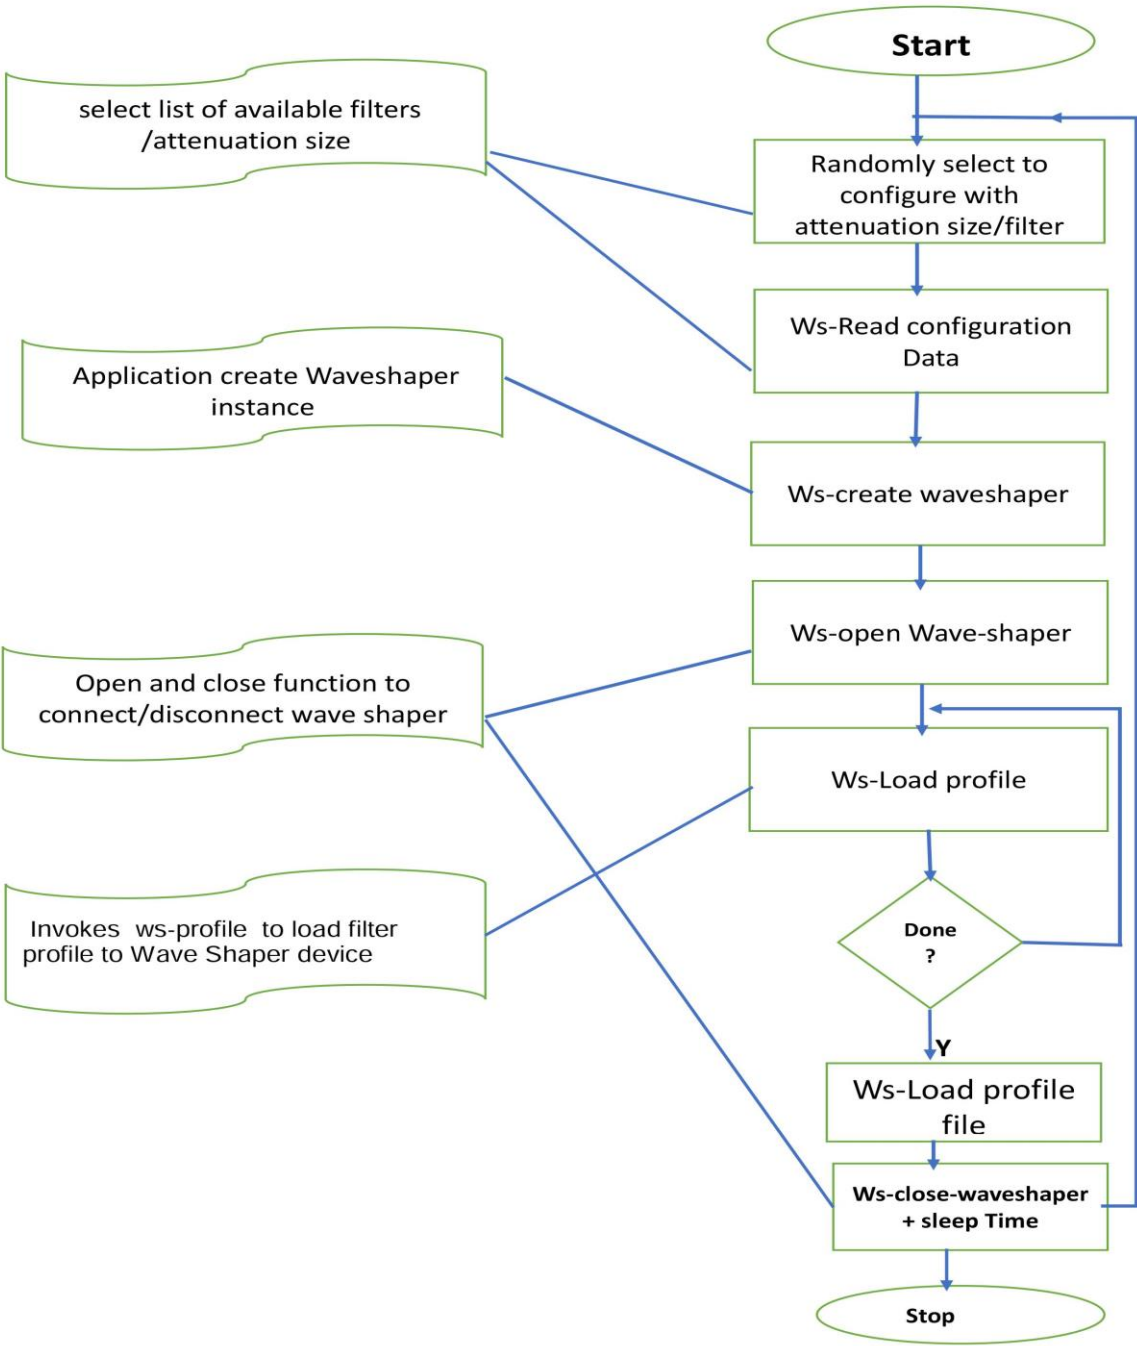 Start
select list of available filters
/attenuation size
Randomly select to
configure with
attenuation size/filter
Ws-Read configuration
Data
Application create Waveshaper
instance
Ws-create waveshaper
Ws-open Wave-shaper
Open and close function to
connect/disconnect wave shaper
Ws-Load profile
Invokes ws-profile to load filter
profile to Wave Shaper device
Done
?
Y
Ws-Load profile
file
Ws-close-waveshaper
+ sleep Time
Stop